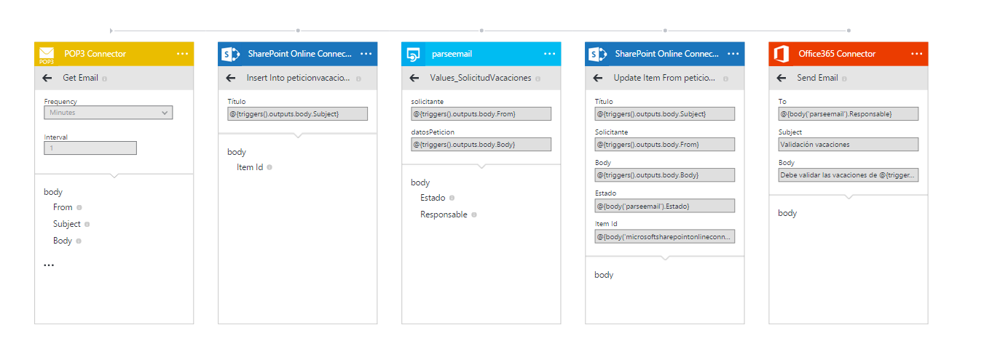 POP3 Connector
POP3
Get Email
Frequency
Minutes
Interval
1
body
From
Subject
Body
...
SharePoint Online Connec...
Insert Into peticionvacacio...
Título
@{triggers().outputs.body.Subject}
body
Item Id
parseemail
Values_SolicitudVacaciones
solicitante
@{triggers().outputs.body.From}
datosPeticion
@{triggers().outputs.body.Body}
body
Estado
Responsable
SharePoint Online Connec...
Update Item From peticio...
Título
@{triggers().outputs.body.Subject}
Solicitante
@{triggers().outputs.body.From}
Body
@{triggers().outputs.body.Body}
Estado
@{body('parseemail').Estado}
Item Id
@{body('microsoftsharepointonlineconn...
body
Office365 Connector
Send Email
To
@{body('parseemail').Responsable}
Subject
Validación vacaciones
Body
Debe validar las vacaciones de @{trigger...
body